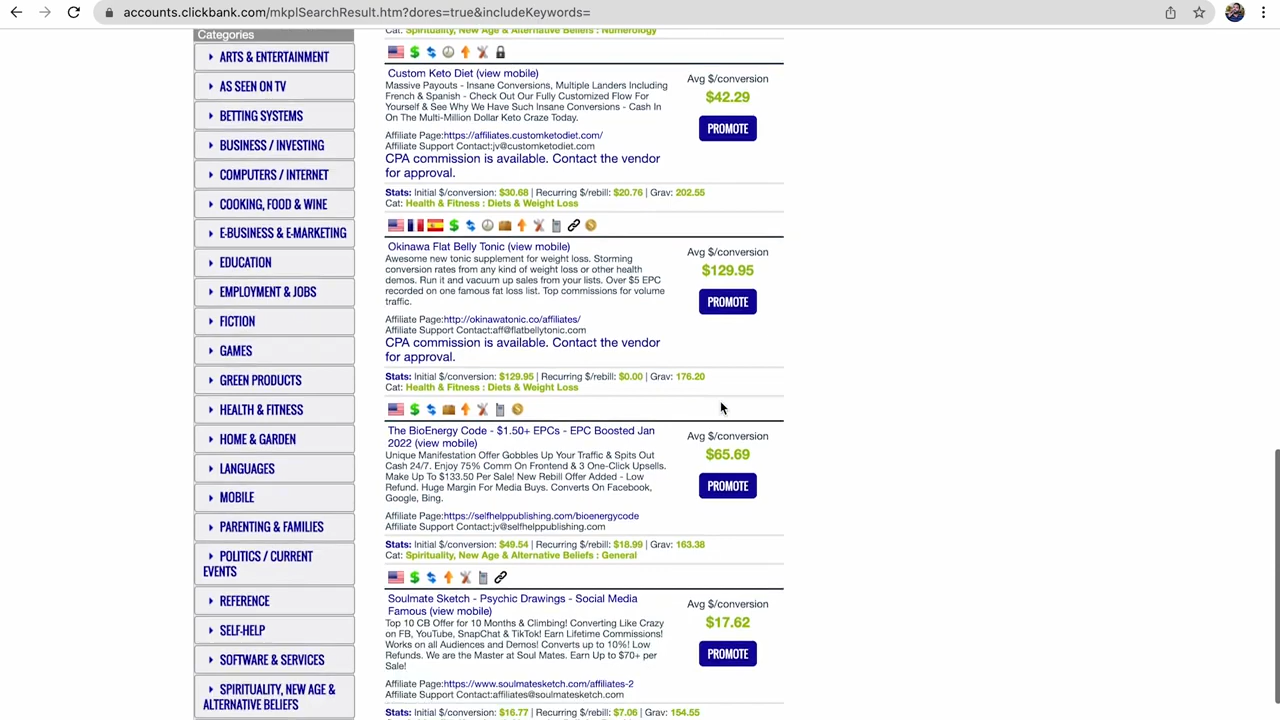 accounts.clickbank.com/mkplSearchResult.htm?dores=true&includeKeywords=
Categories
ARTS & ENTERTAINMENT
AS SEEN ON TV
BETTING SYSTEMS
BUSINESS / INVESTING
COMPUTERS / INTERNET
COOKING, FOOD & WINE
E-BUSINESS & E-MARKETING
EDUCATION
EMPLOYMENT & JOBS
FICTION
GAMES
GREEN PRODUCTS
HEALTH & FITNESS
HOME & GARDEN
LANGUAGES
MOBILE
PARENTING & FAMILIES
POLITICS / CURRENT
EVENTS
REFERENCE
SELF-HELP
SOFTWARE & SERVICES
SPIRITUALITY, NEW AGE &
ALTERNATIVE BELIEFS
Cat: Spirituality, New Age & Alternative Beliefs : Numerology
Custom Keto Diet (view mobile)
Massive Payouts - Insane Conversions, Multiple Landers Including
French & Spanish - Check Out Our Fully Customized Flow For
Yourself & See Why We Have Such Insane Conversions - Cash In
On The Multi-Million Dollar Keto Craze Today.
Affiliate Page:https://affiliates.customketodiet.com/
Affiliate Support Contact:jv@customketodiet.com
CPA commission is available. Contact the vendor
for approval.
Avg $/conversion
$42.29
PROMOTE
Stats: Initial $/conversion: $30.68 | Recurring $/rebill: $20.76 | Grav: 202.55
Cat: Health & Fitness : Diets & Weight Loss
Okinawa Flat Belly Tonic (view mobile)
Awesome new tonic supplement for weight loss. Storming
conversion rates from any kind of weight loss or other health
demos. Run it and vacuum up sales from your lists. Over $5 EPC
recorded on one famous fat loss list. Top commissions for volume
traffic.
Affiliate Page:http://okinawatonic.co/affiliates/
Affiliate Support Contact:aff@flatbellytonic.com
CPA commission is available. Contact the vendor
for approval.
Avg $/conversion
$129.95
PROMOTE
Stats: Initial $/conversion: $129.95 | Recurring $/rebill: $0.00 | Grav: 176.20
Cat: Health & Fitness : Diets & Weight Loss
The BioEnergy Code - $1.50+ EPCs - EPC Boosted Jan
2022 (view mobile)
Unique Manifestation Offer Gobbles Up Your Traffic & Spits Out
Cash 24/7. Enjoy 75% Comm On Frontend & 3 One-Click Upsells.
Make Up To $133.50 Per Sale! New Rebill Offer Added - Low
Refund. Huge Margin For Media Buys. Converts On Facebook,
Google, Bing.
Affiliate Page:https://selfhelppublishing.com/bioenergycode
Affiliate Support Contact:jv@selfhelppublishing.com
Avg $/conversion
$65.69
PROMOTE
Stats: Initial $/conversion: $49.54 | Recurring $/rebill: $18.99 | Grav: 163.38
Cat: Spirituality, New Age & Alternative Beliefs : General
Soulmate Sketch - Psychic Drawings - Social Media
Famous (view mobile)
Top 10 CB Offer for 10 Months & Climbing! Converting Like Crazy
on FB, YouTube, SnapChat & TikTok! Earn Lifetime Commissions!
Works on all Audiences and Demos! Converts up to 10%! Low
Refunds. We are the Master at Soul Mates. Earn Up to $70+ per
Sale!
Affiliate Page:https://www.soulmatesketch.com/affiliates-2
Affiliate Support Contact:affiliates@soulmatesketch.com
Avg $/conversion
$17.62
PROMOTE
Stats: Initial $/conversion: $16.77 | Recurring $/rebill: $7.06 | Grav: 154.55